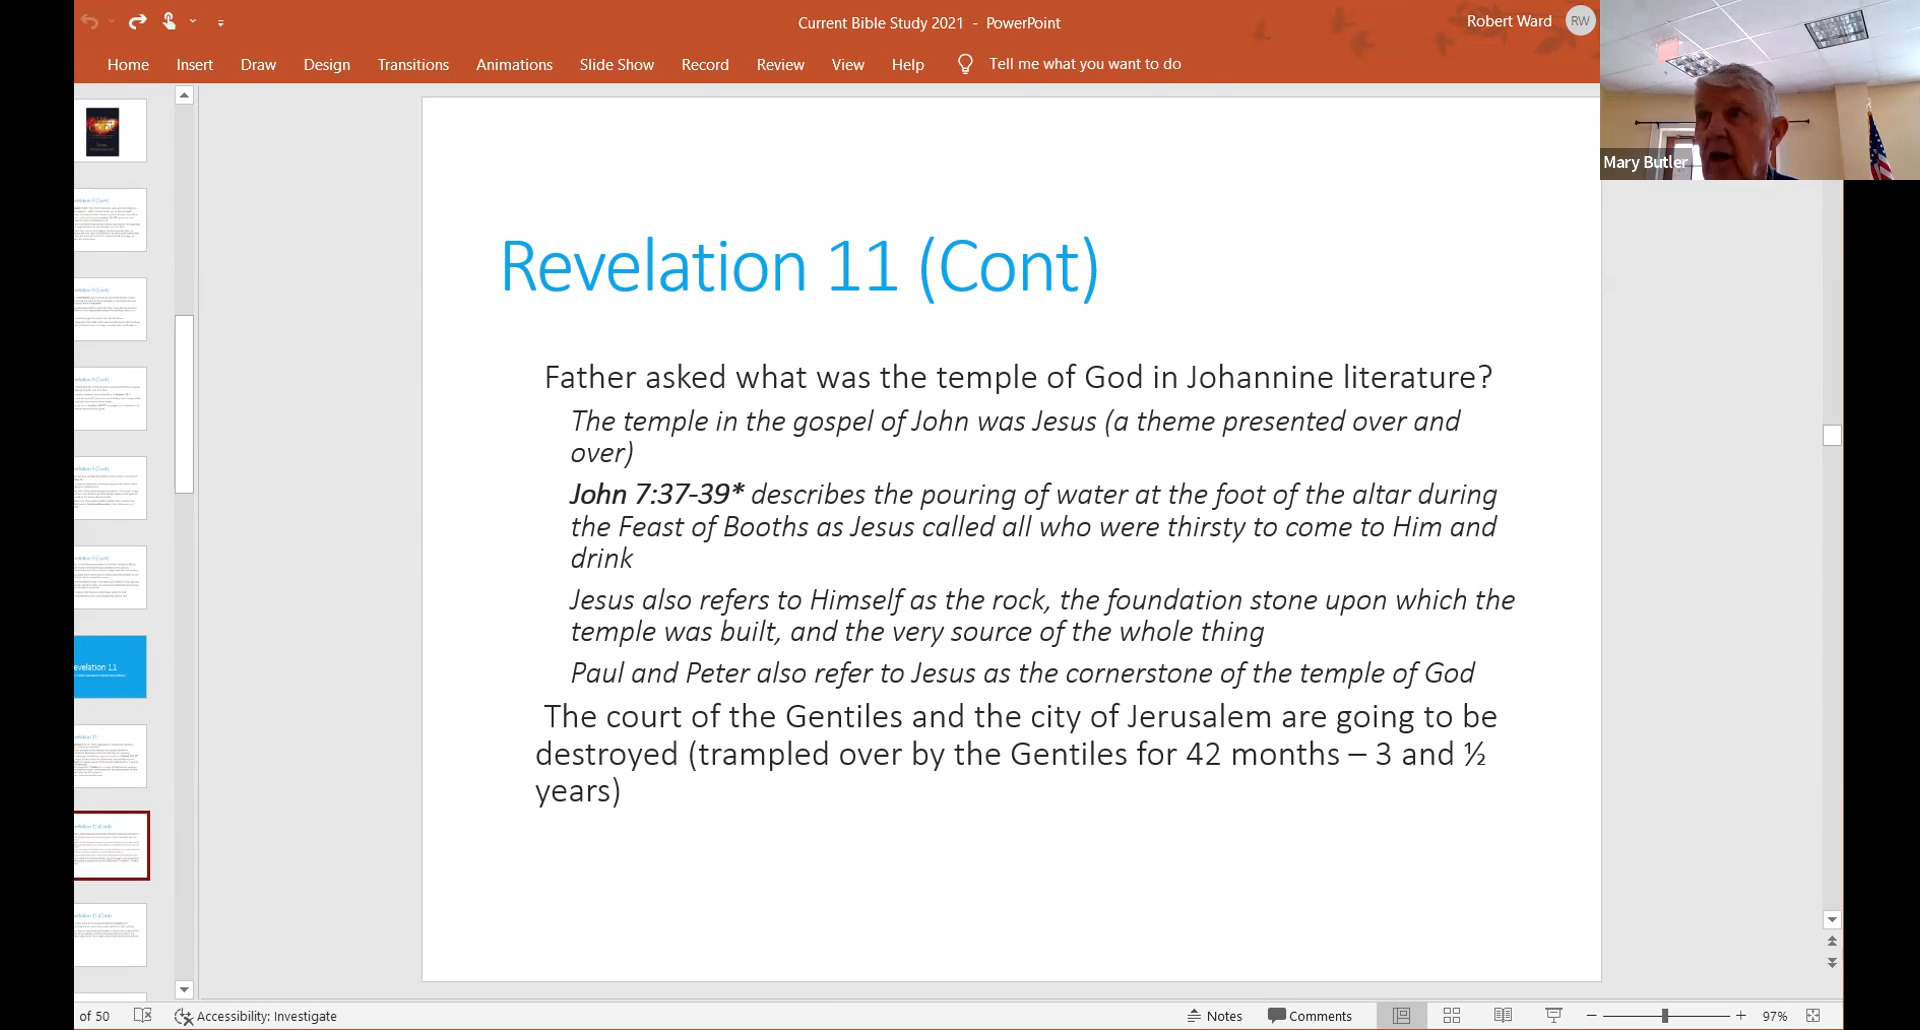 Current Bible Study 2021 - PowerPoint
Robert Ward
RW
Home Insert Draw Design Transitions Animations Slide Show Record Review View Help Tell me what you want to do
Mary Butler
Revelation 11 (Cont)
Father asked what was the temple of God in Johannine literature?
The temple in the gospel of John was Jesus (a theme presented over and
over)
John 7:37-39* describes the pouring of water at the foot of the altar during
the Feast of Booths as Jesus called all who were thirsty to come to Him and
drink
Jesus also refers to Himself as the rock, the foundation stone upon which the
temple was built, and the very source of the whole thing
Paul and Peter also refer to Jesus as the cornerstone of the temple of God
The court of the Gentiles and the city of Jerusalem are going to be
destroyed (trampled over by the Gentiles for 42 months – 3 and ½
years)
evelation 11
of 50 Accessibility: Investigate Notes Comments 97%